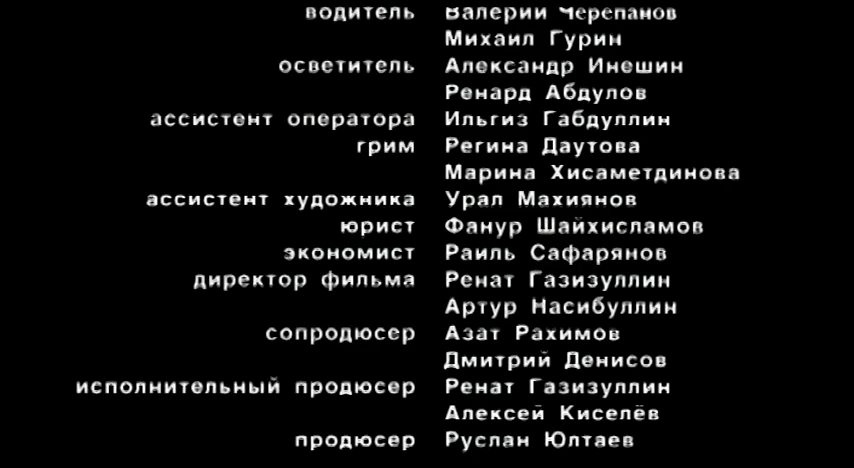 водитель Валерий Черепанов
Михаил Гурин
осветитель Александр Инешин
Ренард Абдулов
ассистент оператора Ильгиз Габдуллин
грим Регина Даутова
Марина Хисаметдинова
ассистент художника Урал Махиянов
юрист Фанур Шайхисламов
экономист Раиль Сафарянов
директор фильма Ренат Газизуллин
Артур Насибуллин
сопродюсер Азат Рахимов
Дмитрий Денисов
исполнительный продюсер Ренат Газизуллин
Алексей Киселёв
продюсер Руслан Юлтаев